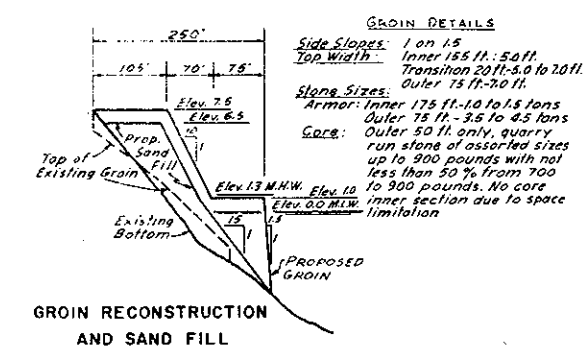 GROIN DETAILS
250'
105' 70' 75'
Side Slopes: 1 on 1.5
Top Width: Inner 155 ft.: 5.0 ft.
Transition 20 ft-5.0 to 7.0 ft.
Outer 75 ft.-7.0 ft.
Stone Sizes:
Armor: Inner 175 ft.-1.0 to 1.5 tons
Outer 75 ft. - 3.5 to 4.5 tons
Core: Outer 50 ft. only, quarry
run stone of assorted sizes
up to 900 pounds with not
less than 50 % from 700
to 900 pounds. No core
inner section due to space
limitation
Elev. 7.5
Elev. 6.5
10
1
Prop.
Sand
Fill
Top of
Existing Groin
Elev. 1.3 M.H.W.
Elev. 1.0
Elev. 0.0 M.L.W.
15
1
1.5
1
Existing
Bottom
PROPOSED
GROIN
GROIN RECONSTRUCTION
AND SAND FILL